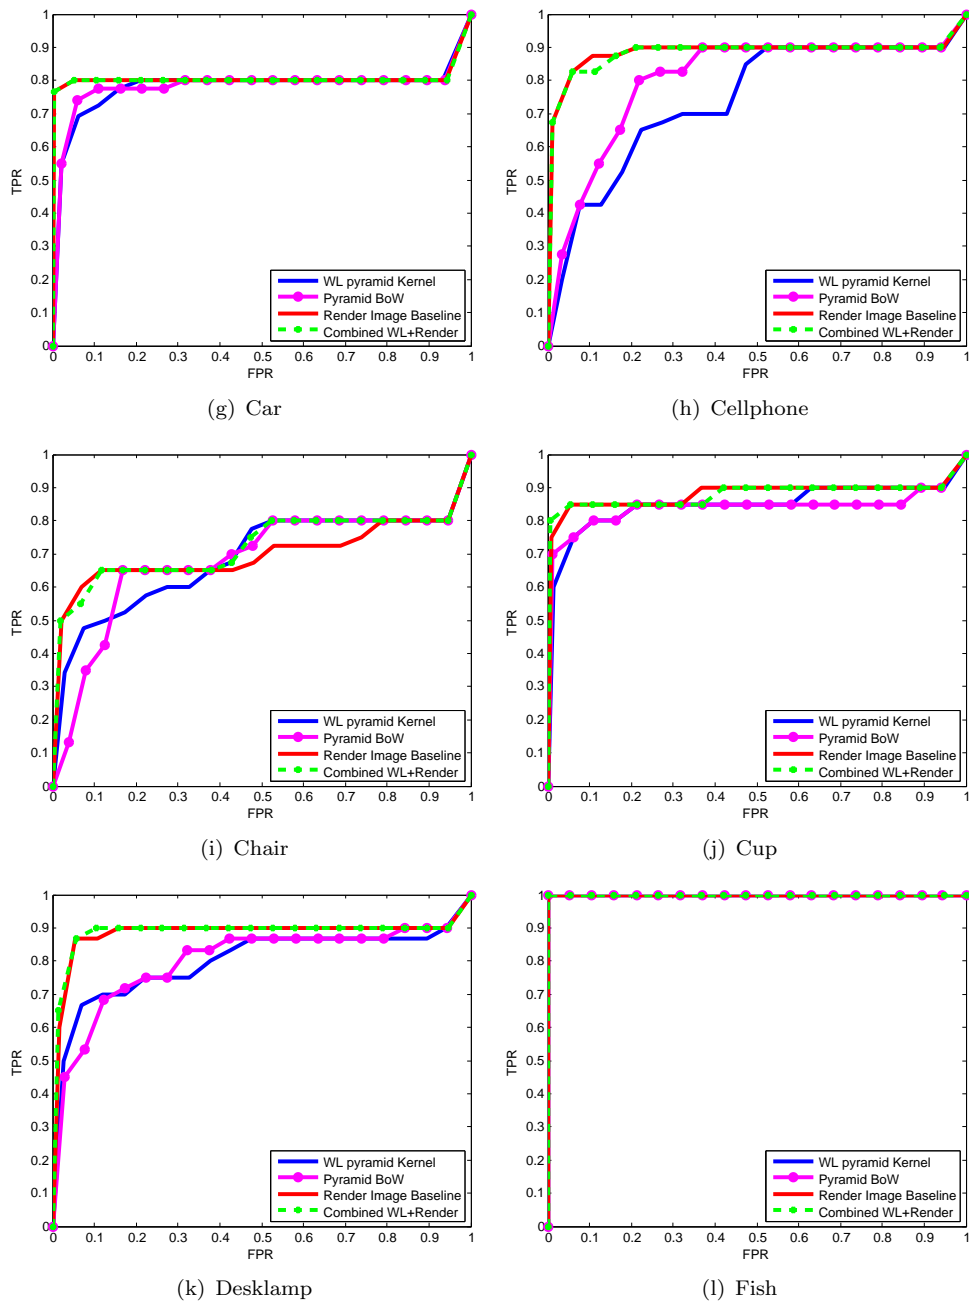 1
0.9
0.8
0.7
0.6
0.5
0.4
0.3
0.2
0.1
0
TPR
0 0.1 0.2 0.3 0.4 0.5 0.6 0.7 0.8 0.9 1
FPR
WL pyramid Kernel
Pyramid BoW
Render Image Baseline
Combined WL+Render
(g) Car
1
0.9
0.8
0.7
0.6
0.5
0.4
0.3
0.2
0.1
0
TPR
0 0.1 0.2 0.3 0.4 0.5 0.6 0.7 0.8 0.9 1
FPR
WL pyramid Kernel
Pyramid BoW
Render Image Baseline
Combined WL+Render
(h) Cellphone
1
0.9
0.8
0.7
0.6
0.5
0.4
0.3
0.2
0.1
0
TPR
0 0.1 0.2 0.3 0.4 0.5 0.6 0.7 0.8 0.9 1
FPR
WL pyramid Kernel
Pyramid BoW
Render Image Baseline
Combined WL+Render
(i) Chair
1
0.9
0.8
0.7
0.6
0.5
0.4
0.3
0.2
0.1
0
TPR
0 0.1 0.2 0.3 0.4 0.5 0.6 0.7 0.8 0.9 1
FPR
WL pyramid Kernel
Pyramid BoW
Render Image Baseline
Combined WL+Render
(j) Cup
1
0.9
0.8
0.7
0.6
0.5
0.4
0.3
0.2
0.1
0
TPR
0 0.1 0.2 0.3 0.4 0.5 0.6 0.7 0.8 0.9 1
FPR
WL pyramid Kernel
Pyramid BoW
Render Image Baseline
Combined WL+Render
(k) Desklamp
1
0.9
0.8
0.7
0.6
0.5
0.4
0.3
0.2
0.1
0
TPR
0 0.1 0.2 0.3 0.4 0.5 0.6 0.7 0.8 0.9 1
FPR
WL pyramid Kernel
Pyramid BoW
Render Image Baseline
Combined WL+Render
(l) Fish